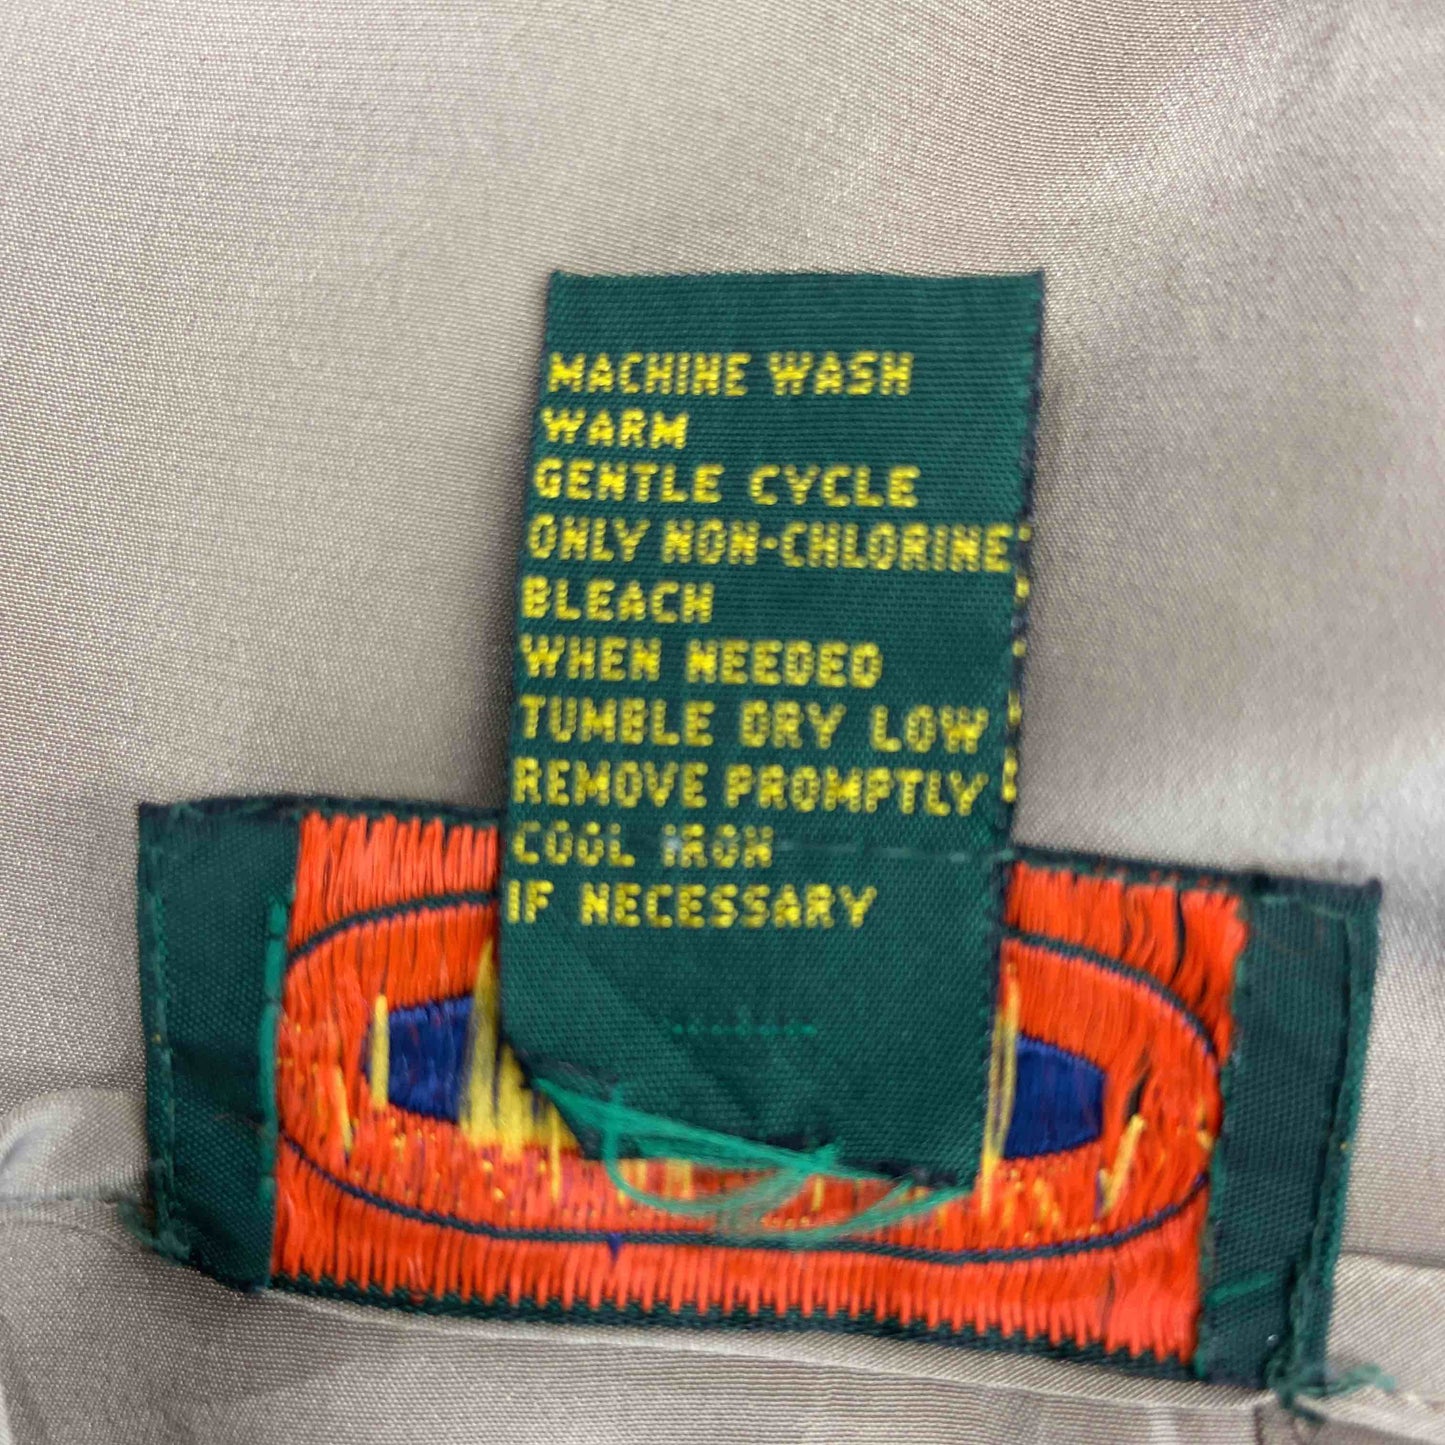 MACHINE WASH
WARM
GENTLE CYCLE
ONLY NON-CHLORINE
BLEACH
WHEN NEEDED
TUMBLE DRY LOW
REMOVE PROMPTLY
COOL IRON
IF NECESSARY